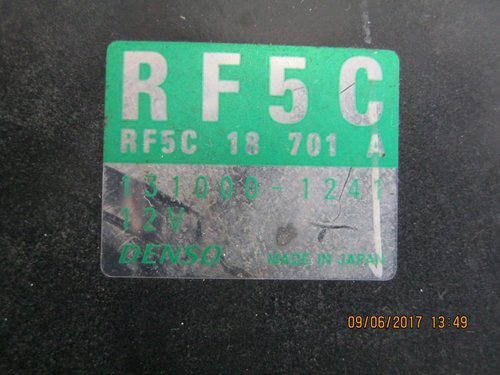 RF5C
RF5C 18 701 A
131000-1241
12V
DENSO MADE IN JAPAN
09/06/2017 13:49